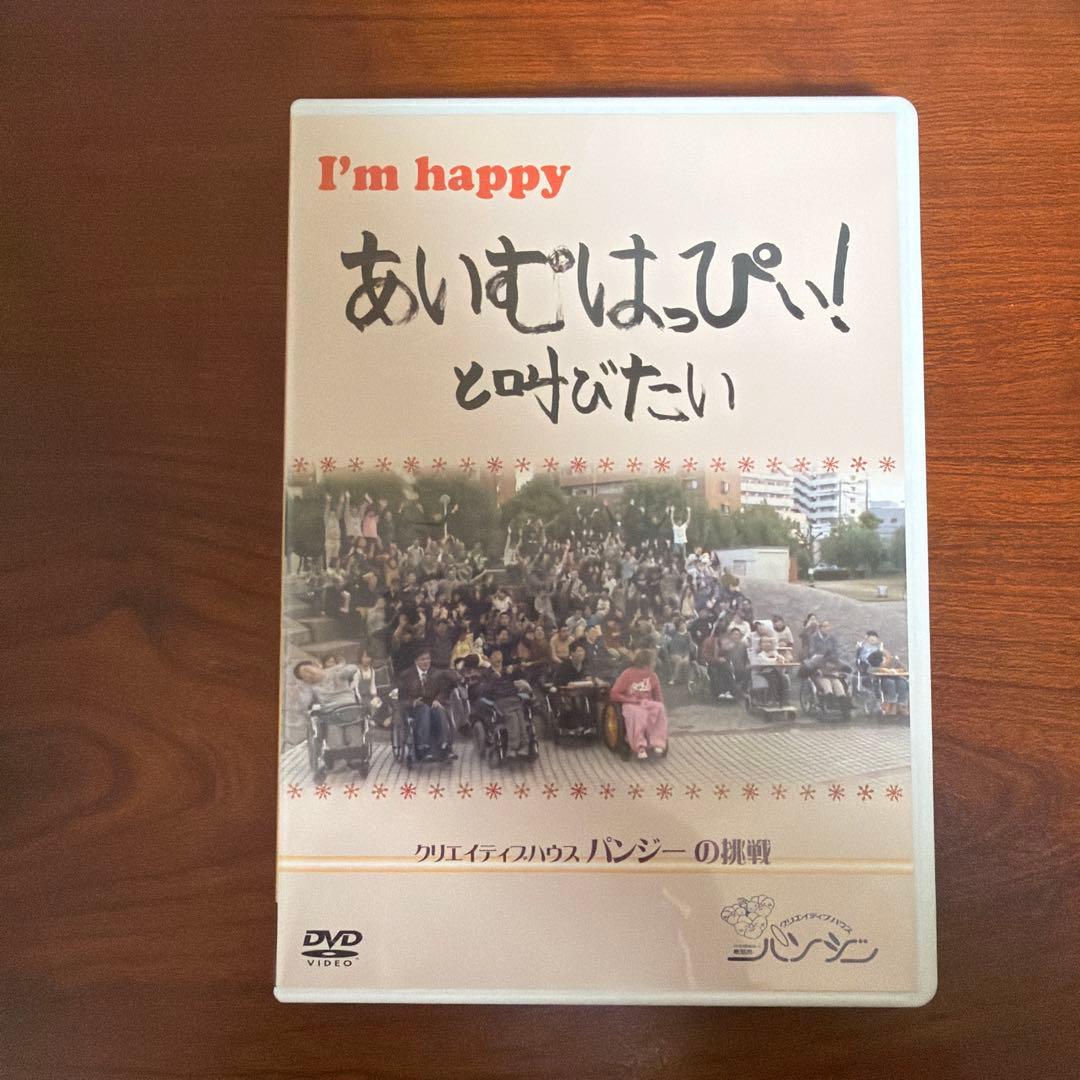 I'm happy
あいむはっぴぃ!
と叫びたい
クリエイティブハウス パンジーの挑戦
DVD
VIDEO
クリエイティブハウス
パンジー